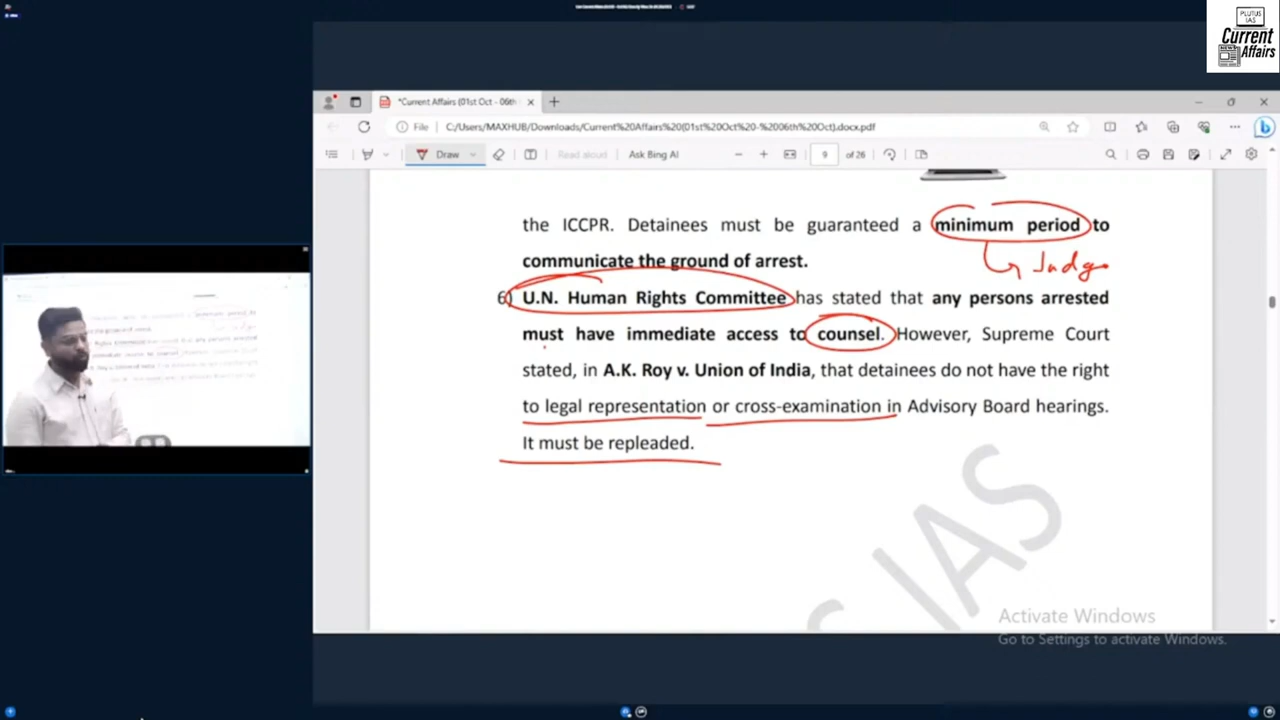 PLUTUS
IAS
Current
NEWS
Affairs
*Current Affairs (01st Oct - 06th
File C:/Users/MAXHUB/Downloads/Current%20Affairs(01st%20Oct%20-%2006th%20Oct).docx.pdf
Draw Read aloud Ask Bing AI 9 of 26
the ICCPR. Detainees must be guaranteed a minimum period to
communicate the ground of arrest.
Judge
6) U.N. Human Rights Committee has stated that any persons arrested
must have immediate access to counsel. However, Supreme Court
stated, in A.K. Roy v. Union of India, that detainees do not have the right
to legal representation or cross-examination in Advisory Board hearings.
It must be repleaded.
S IAS
Activate Windows
Go to Settings to activate Windows.